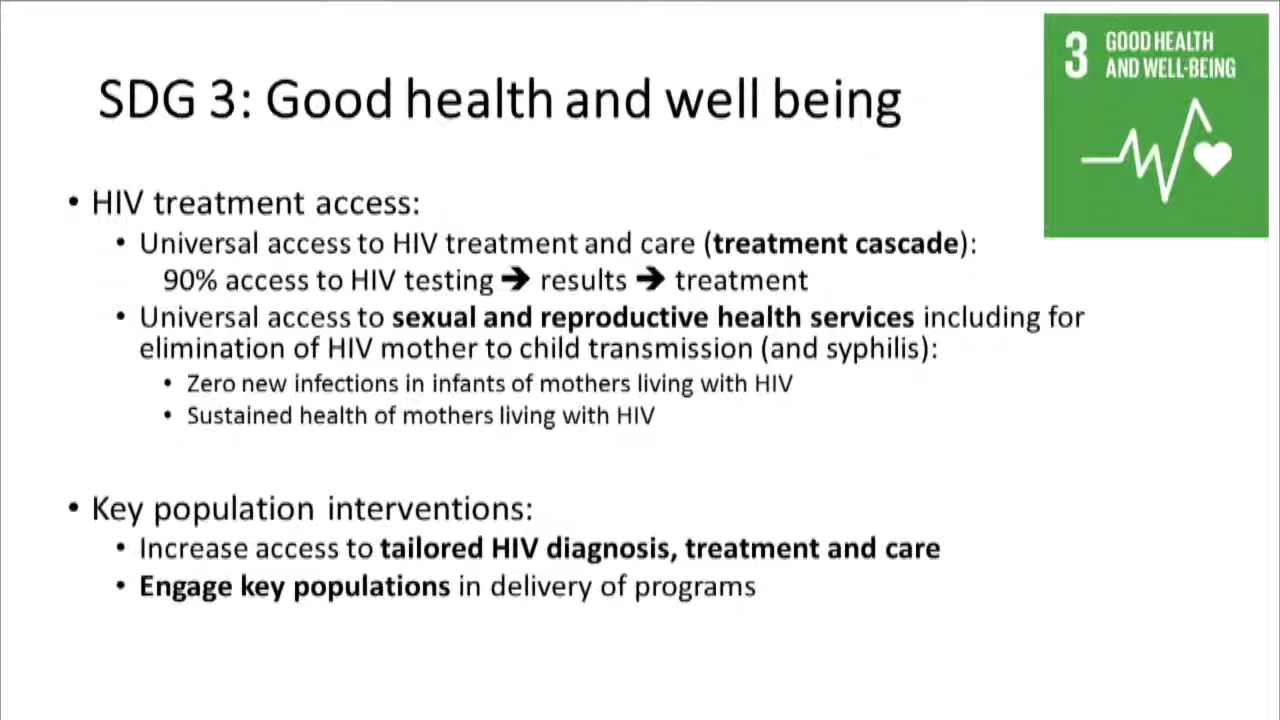 3 GOOD HEALTH
AND WELL-BEING
SDG 3: Good health and well being
• HIV treatment access:
• Universal access to HIV treatment and care (treatment cascade):
90% access to HIV testing ➔ results ➔ treatment
• Universal access to sexual and reproductive health services including for
elimination of HIV mother to child transmission (and syphilis):
• Zero new infections in infants of mothers living with HIV
• Sustained health of mothers living with HIV
• Key population interventions:
• Increase access to tailored HIV diagnosis, treatment and care
• Engage key populations in delivery of programs